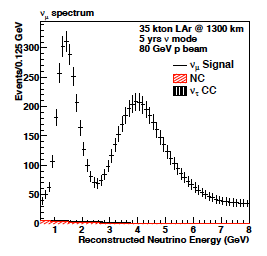 νμ spectrum
35 kton LAr @ 1300 km
5 yrs ν mode
80 GeV p beam
νμ Signal
NC
ντ CC
Events/0.125 GeV
300
250
200
150
100
50
0
1 2 3 4 5 6 7 8
Reconstructed Neutrino Energy (GeV)